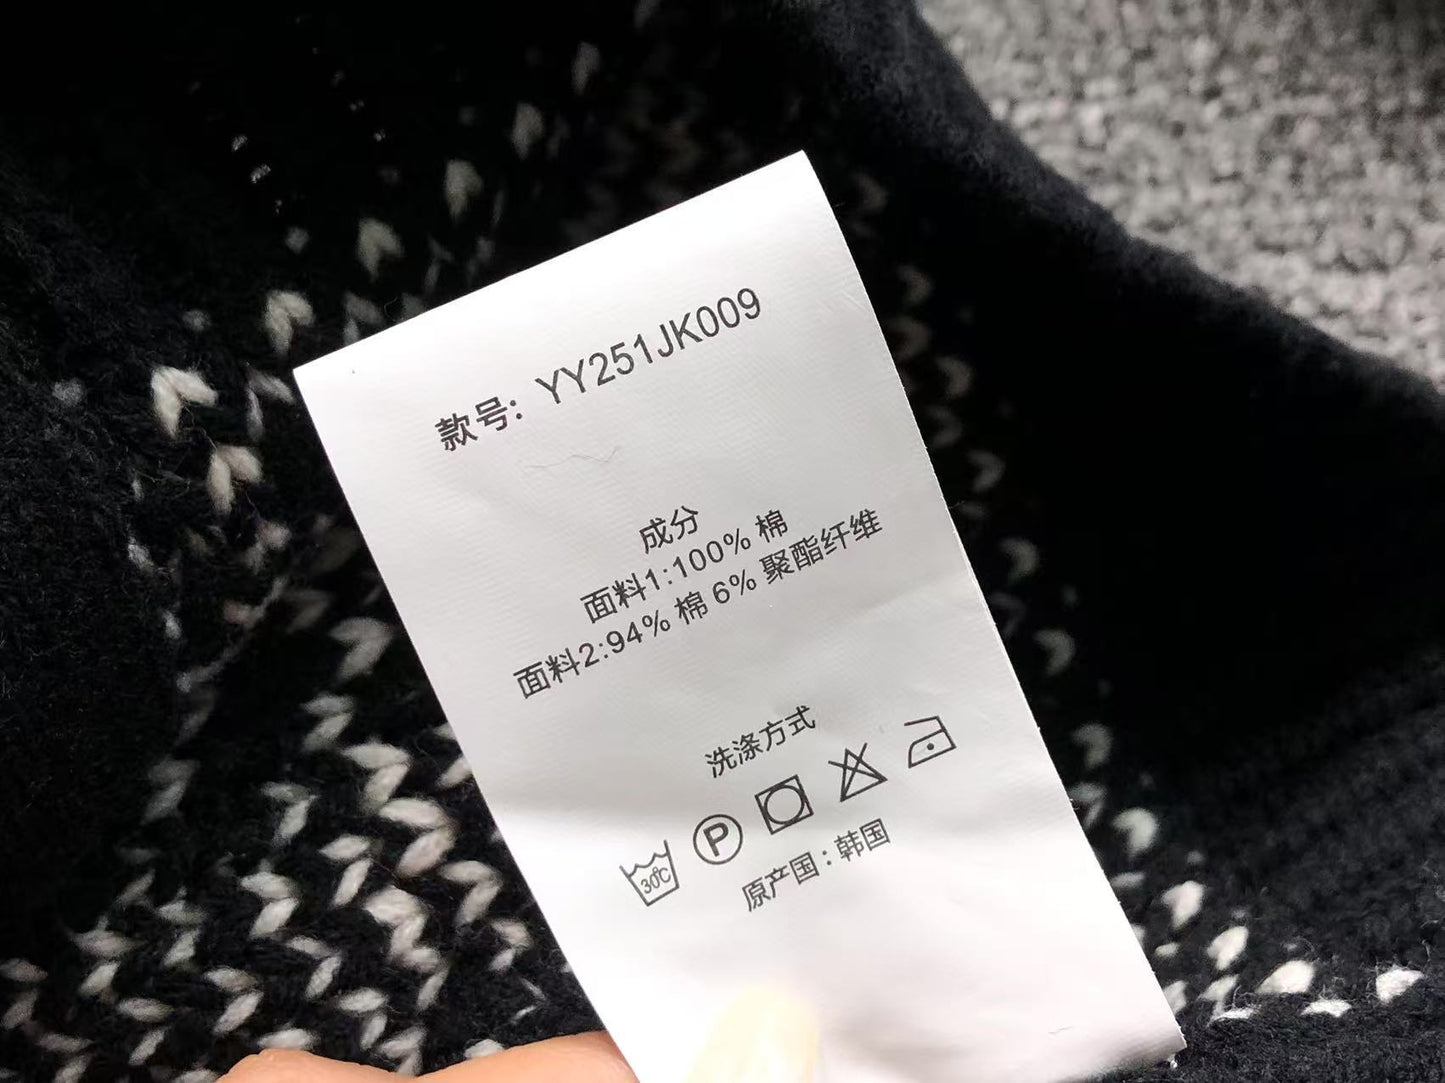 款号: YY251JK009
成分
面料1:100% 棉
面料2:94% 棉 6% 聚酯纤维
洗涤方式
30℃ P
原产国:韩国